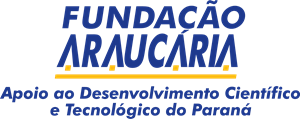 FUNDAÇÃO
ARAUCÁRIA
Apoio ao Desenvolvimento Científico
e Tecnológico do Paraná